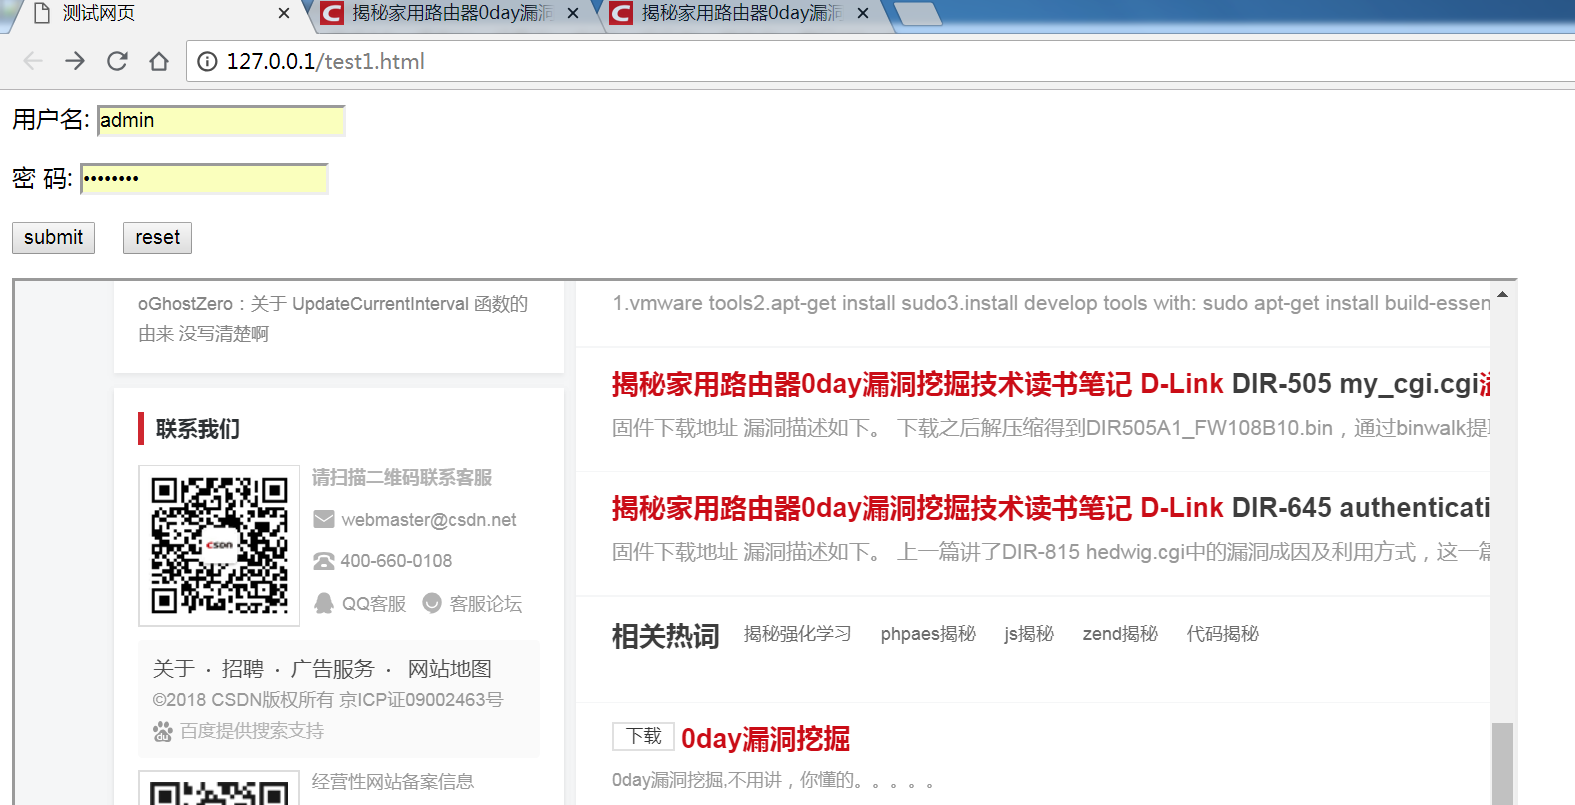 测试网页
揭秘家用路由器0day漏洞
揭秘家用路由器0day漏洞
127.0.0.1/test1.html
用户名: admin
密 码: ••••••••
submit reset
oGhostZero：关于 UpdateCurrentInterval 函数的
由来 没写清楚啊
联系我们
请扫描二维码联系客服
webmaster@csdn.net
400-660-0108
QQ客服 客服论坛
CSDN
关于 · 招聘 · 广告服务 · 网站地图
©2018 CSDN版权所有 京ICP证09002463号
百度提供搜索支持
经营性网站备案信息
1.vmware tools2.apt-get install sudo3.install develop tools with: sudo apt-get install build-essen
揭秘家用路由器0day漏洞挖掘技术读书笔记 D-Link DIR-505 my_cgi.cgi
固件下载地址 漏洞描述如下。 下载之后解压缩得到DIR505A1_FW108B10.bin，通过binwalk提
揭秘家用路由器0day漏洞挖掘技术读书笔记 D-Link DIR-645 authenticati
固件下载地址 漏洞描述如下。 上一篇讲了DIR-815 hedwig.cgi中的漏洞成因及利用方式，这一篇
相关热词 揭秘强化学习 phpaes揭秘 js揭秘 zend揭秘 代码揭秘
下载 0day漏洞挖掘
0day漏洞挖掘,不用讲，你懂的。。。。。